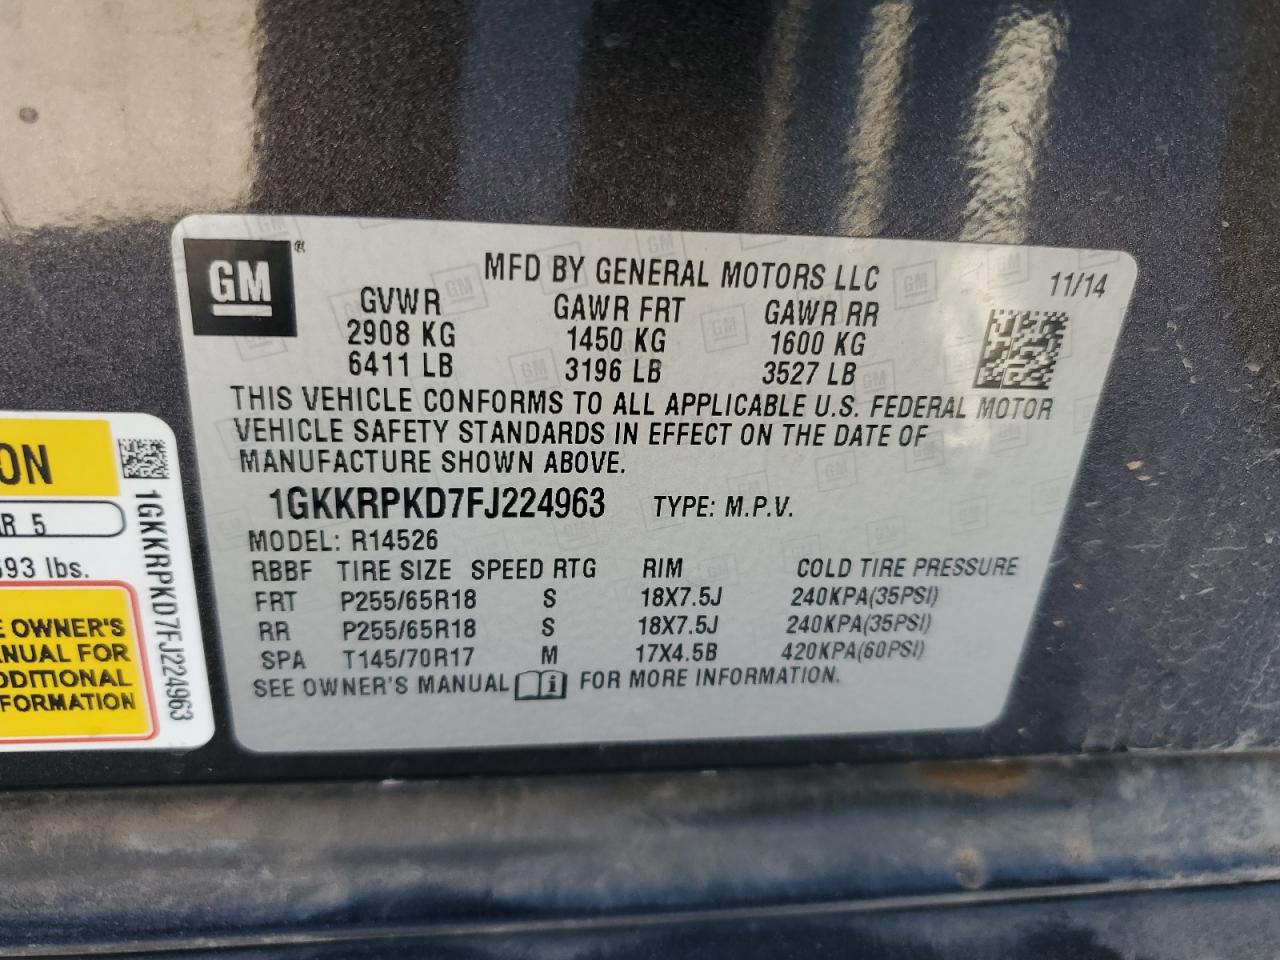 GM®
MFD BY GENERAL MOTORS LLC 11/14
GVWR GAWR FRT GAWR RR
2908 KG 1450 KG 1600 KG
6411 LB 3196 LB 3527 LB
THIS VEHICLE CONFORMS TO ALL APPLICABLE U.S. FEDERAL MOTOR
VEHICLE SAFETY STANDARDS IN EFFECT ON THE DATE OF
MANUFACTURE SHOWN ABOVE.
1GKKRPKD7FJ224963 TYPE: M.P.V.
MODEL: R14526
RBBF TIRE SIZE SPEED RTG RIM COLD TIRE PRESSURE
FRT P255/65R18 S 18X7.5J 240KPA(35PSI)
RR P255/65R18 S 18X7.5J 240KPA(35PSI)
SPA T145/70R17 M 17X4.5B 420KPA(60PSI)
SEE OWNER'S MANUAL i FOR MORE INFORMATION.
ON
R 5
593 lbs.
E OWNER'S
ANUAL FOR
DDITIONAL
FORMATION
1GKKRPKD7FJ224963